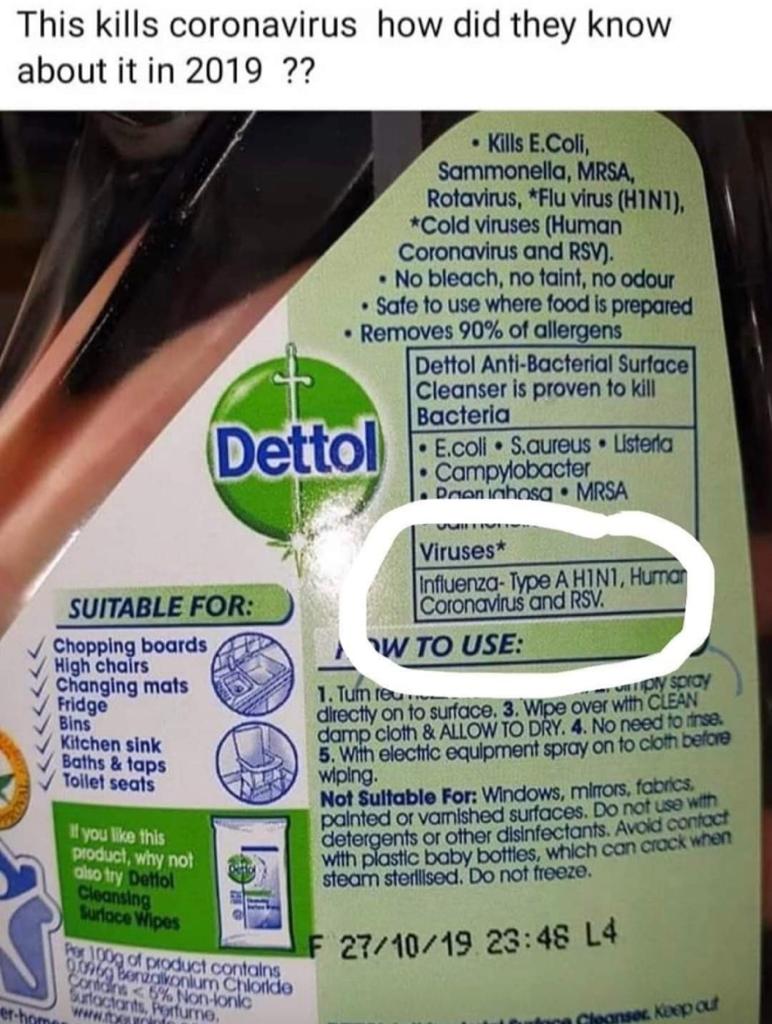 This kills coronavirus how did they know
about it in 2019 ??
• Kills E.Coli,
Sammonella, MRSA,
Rotavirus, *Flu virus (H1N1),
*Cold viruses (Human
Coronavirus and RSV).
• No bleach, no taint, no odour
• Safe to use where food is prepared
• Removes 90% of allergens
Dettol Anti-Bacterial Surface
Cleanser is proven to kill
Bacteria
• E.coli • S.aureus • Listeria
• Campylobacter
• MRSA
Viruses*
Influenza- Type A H1N1, Human
Coronavirus and RSV.
Dettol
SUITABLE FOR:
Chopping boards
High chairs
Changing mats
Fridge
Bins
Kitchen sink
Baths & taps
Toilet seats
If you like this
product, why not
also try Dettol
Cleansing
Surface Wipes
Per 100g of product contains
0.096g Benzalkonium Chloride
Contains < 5% Non-Ionic
Surfactants, Perfume.
HOW TO USE:
1. Turn spray
directly on to surface. 3. Wipe over with CLEAN
damp cloth & ALLOW TO DRY. 4. No need to rinse.
5. With electric equipment spray on to cloth before
wiping.
Not Suitable For: Windows, mirrors, fabrics,
painted or varnished surfaces. Do not use with
detergents or other disinfectants. Avoid contact
with plastic baby bottles, which can crack when
steam sterilised. Do not freeze.
F 27/10/19 23:48 L4
Cleanser. Keep out